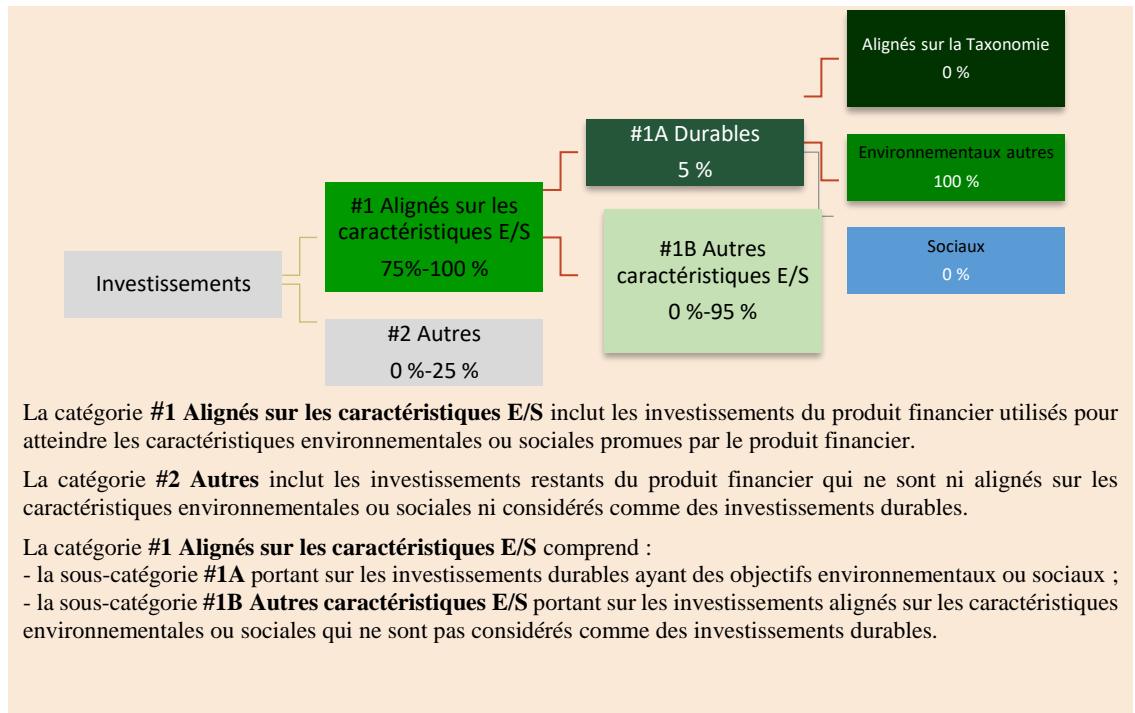 Alignés sur la Taxonomie
0 %
#1A Durables
5 %
Environnementaux autres
100 %
#1 Alignés sur les
caractéristiques E/S
75%-100 %
#1B Autres
caractéristiques E/S
0 %-95 %
Sociaux
0 %
Investissements
#2 Autres
0 %-25 %
La catégorie #1 Alignés sur les caractéristiques E/S inclut les investissements du produit financier utilisés pour
atteindre les caractéristiques environnementales ou sociales promues par le produit financier.
La catégorie #2 Autres inclut les investissements restants du produit financier qui ne sont ni alignés sur les
caractéristiques environnementales ou sociales ni considérés comme des investissements durables.
La catégorie #1 Alignés sur les caractéristiques E/S comprend :
- la sous-catégorie #1A portant sur les investissements durables ayant des objectifs environnementaux ou sociaux ;
- la sous-catégorie #1B Autres caractéristiques E/S portant sur les investissements alignés sur les caractéristiques
environnementales ou sociales qui ne sont pas considérés comme des investissements durables.